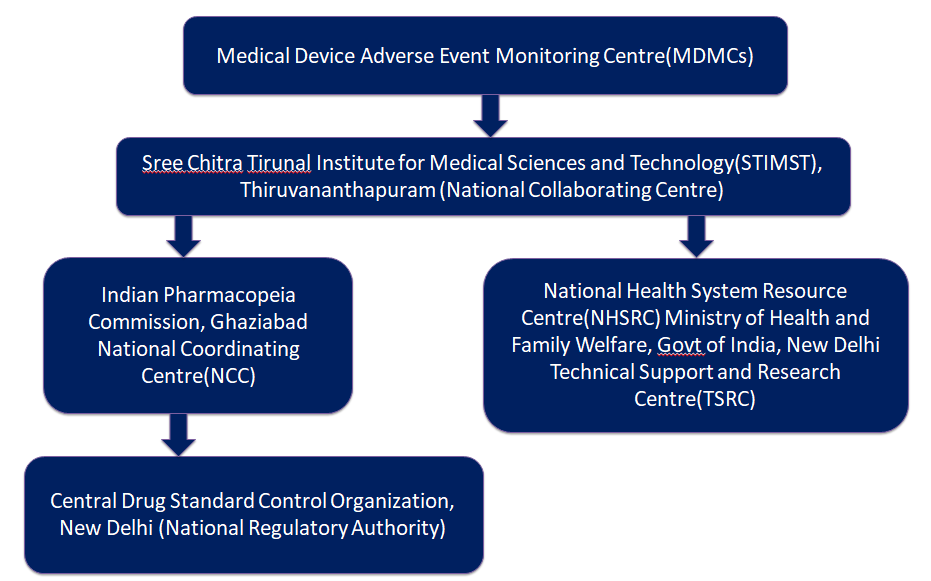 Medical Device Adverse Event Monitoring Centre(MDMCs)
Sree Chitra Tirunal Institute for Medical Sciences and Technology(STIMST),
Thiruvananthapuram (National Collaborating Centre)
Indian Pharmacopeia
Commission, Ghaziabad
National Coordinating
Centre(NCC)
National Health System Resource
Centre(NHSRC) Ministry of Health and
Family Welfare, Govt of India, New Delhi
Technical Support and Research
Centre(TSRC)
Central Drug Standard Control Organization,
New Delhi (National Regulatory Authority)